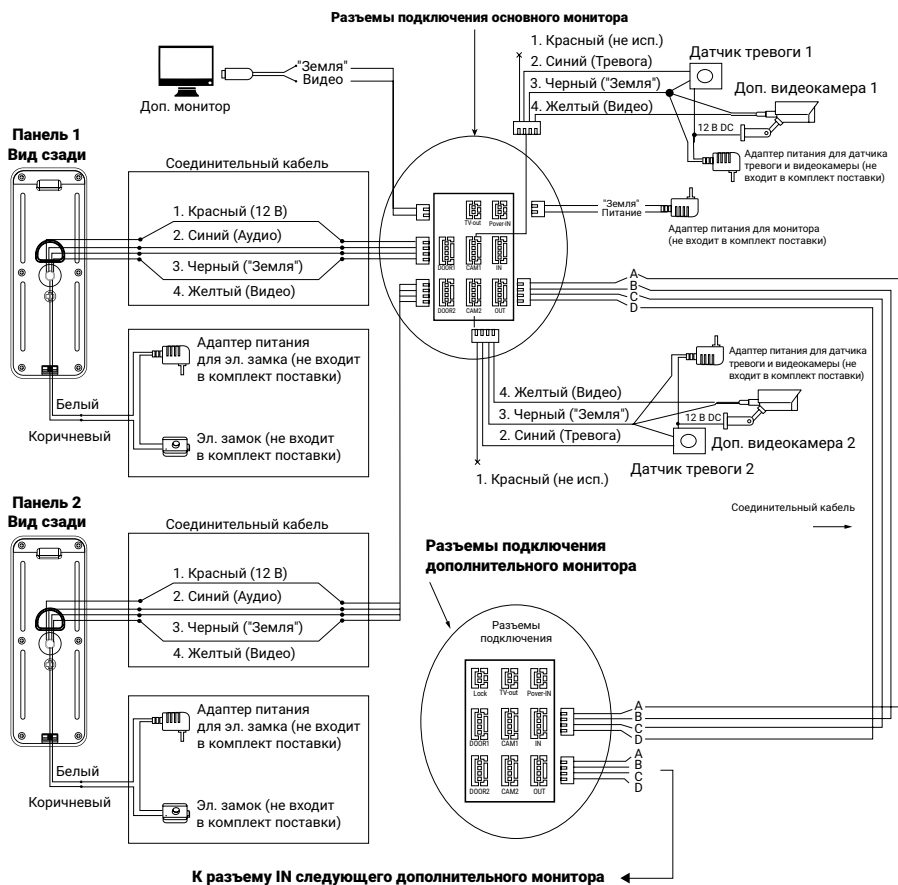 Разъемы подключения основного монитора
"Земля"
Видео
Доп. монитор
1. Красный (не исп.)
2. Синий (Тревога)
3. Черный ("Земля")
4. Желтый (Видео)
Датчик тревоги 1
Доп. видеокамера 1
12 В DC
Адаптер питания для датчика
тревоги и видеокамеры (не
входит в комплект поставки)
"Земля"
Питание
Адаптер питания для монитора
(не входит в комплект поставки)
Панель 1
Вид сзади
Соединительный кабель
1. Красный (12 В)
2. Синий (Аудио)
3. Черный ("Земля")
4. Желтый (Видео)
TV-out
Pover-IN
DOOR1
CAM1
IN
DOOR2
CAM2
OUT
A
B
C
D
Адаптер питания
для эл. замка (не входит
в комплект поставки)
Белый
Коричневый
Эл. замок (не входит
в комплект поставки)
4. Желтый (Видео)
3. Черный ("Земля")
2. Синий (Тревога)
1. Красный (не исп.)
Адаптер питания для датчика
тревоги и видеокамеры (не
входит в комплект поставки)
12 В DC
Доп. видеокамера 2
Датчик тревоги 2
Соединительный кабель
Панель 2
Вид сзади
Соединительный кабель
1. Красный (12 В)
2. Синий (Аудио)
3. Черный ("Земля")
4. Желтый (Видео)
Адаптер питания
для эл. замка (не входит
в комплект поставки)
Белый
Коричневый
Эл. замок (не входит
в комплект поставки)
Разъемы подключения
дополнительного монитора
Разъемы
подключения
Lock
TV-out
Pover-IN
DOOR1
CAM1
IN
DOOR2
CAM2
OUT
A
B
C
D
A
B
C
D
К разъему IN следующего дополнительного монитора